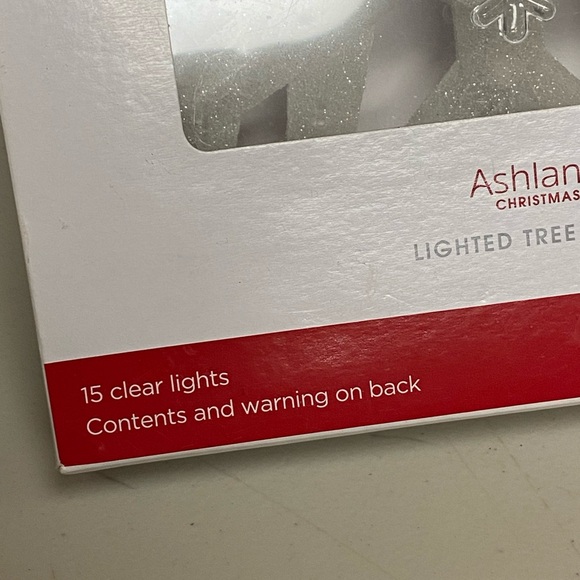 Ashlan
CHRISTMAS
LIGHTED TREE
15 clear lights
Contents and warning on back